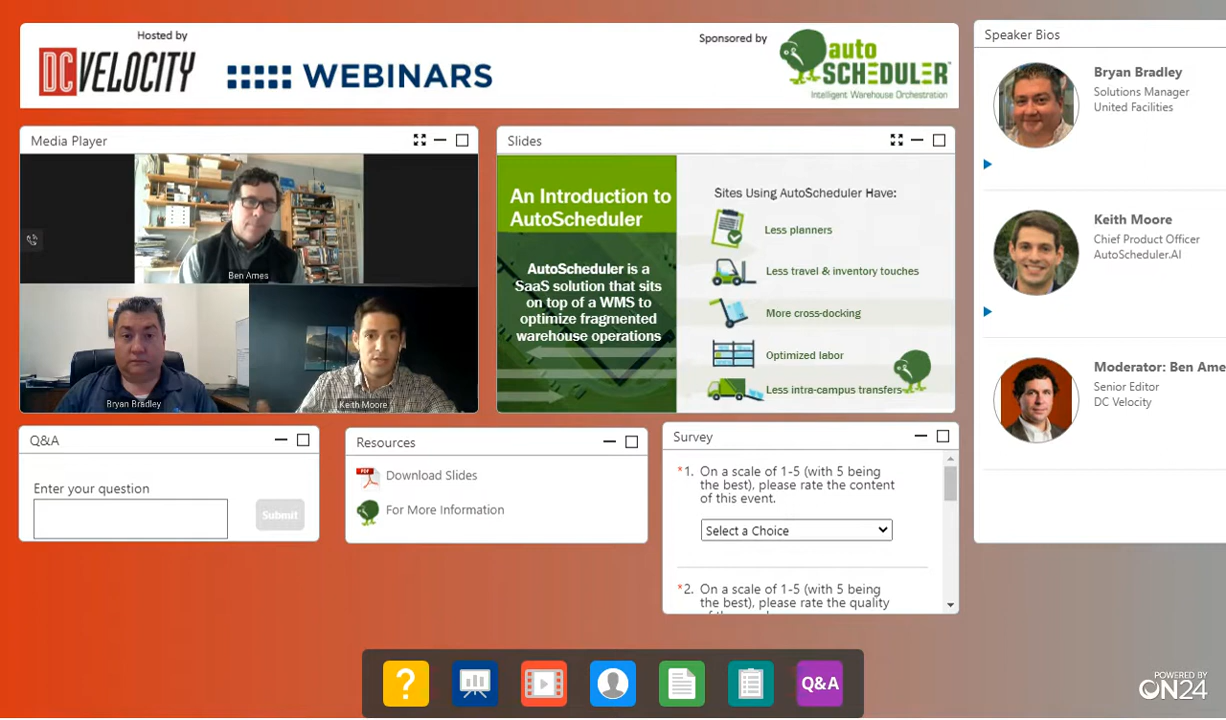 Hosted by
DCVELOCITY
WEBINARS
Sponsored by
auto
SCHEDULER™
Intelligent Warehouse Orchestration
Media Player
Ben Ames
Bryan Bradley
Keith Moore
Slides
An Introduction to
AutoScheduler
AutoScheduler is a
SaaS solution that sits
on top of a WMS to
optimize fragmented
warehouse operations
Sites Using AutoScheduler Have:
Less planners
Less travel & inventory touches
More cross-docking
Optimized labor
Less intra-campus transfers
Speaker Bios
Bryan Bradley
Solutions Manager
United Facilities
Keith Moore
Chief Product Officer
AutoScheduler.AI
Moderator: Ben Ame
Senior Editor
DC Velocity
Q&A
Enter your question
Submit
Resources
PDF
Download Slides
For More Information
Survey
*1. On a scale of 1-5 (with 5 being
the best), please rate the content
of this event.
Select a Choice
*2. On a scale of 1-5 (with 5 being
the best), please rate the quality
?
Q&A
POWERED BY
ON24